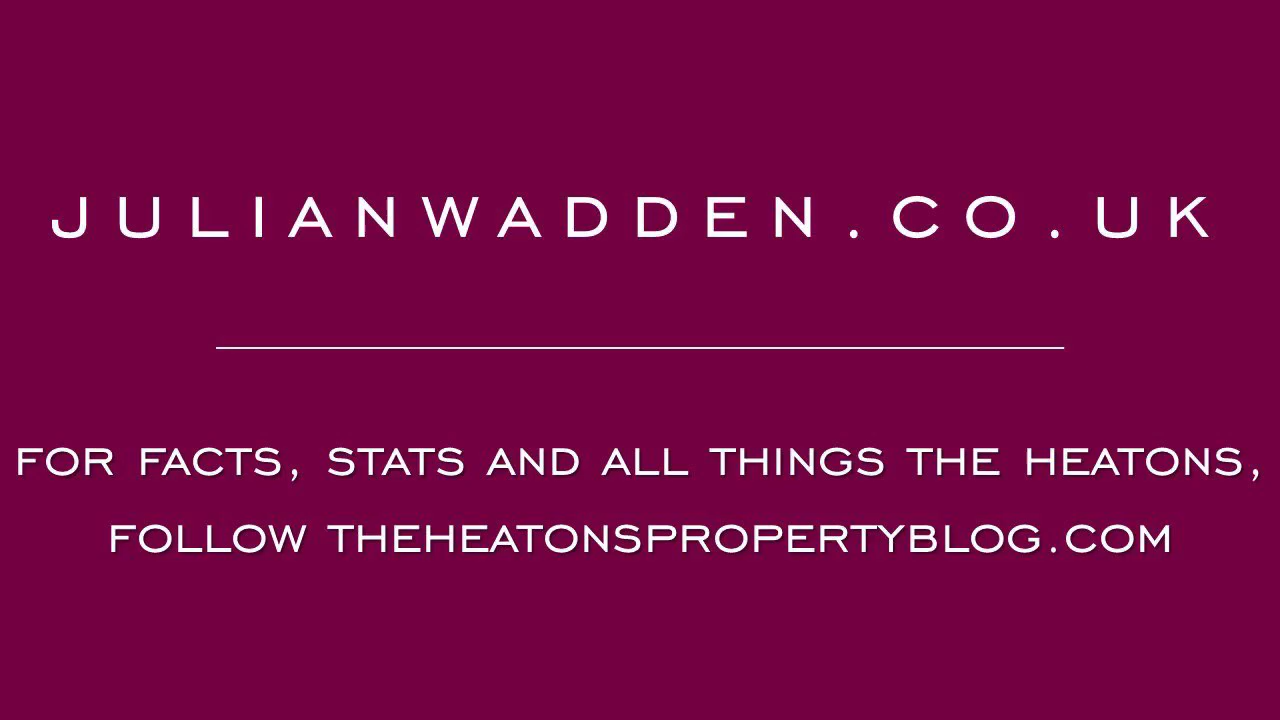 JULIANWADDEN.CO.UK
FOR FACTS, STATS AND ALL THINGS THE HEATONS,
FOLLOW THEHEATONSPROPERTYBLOG.COM